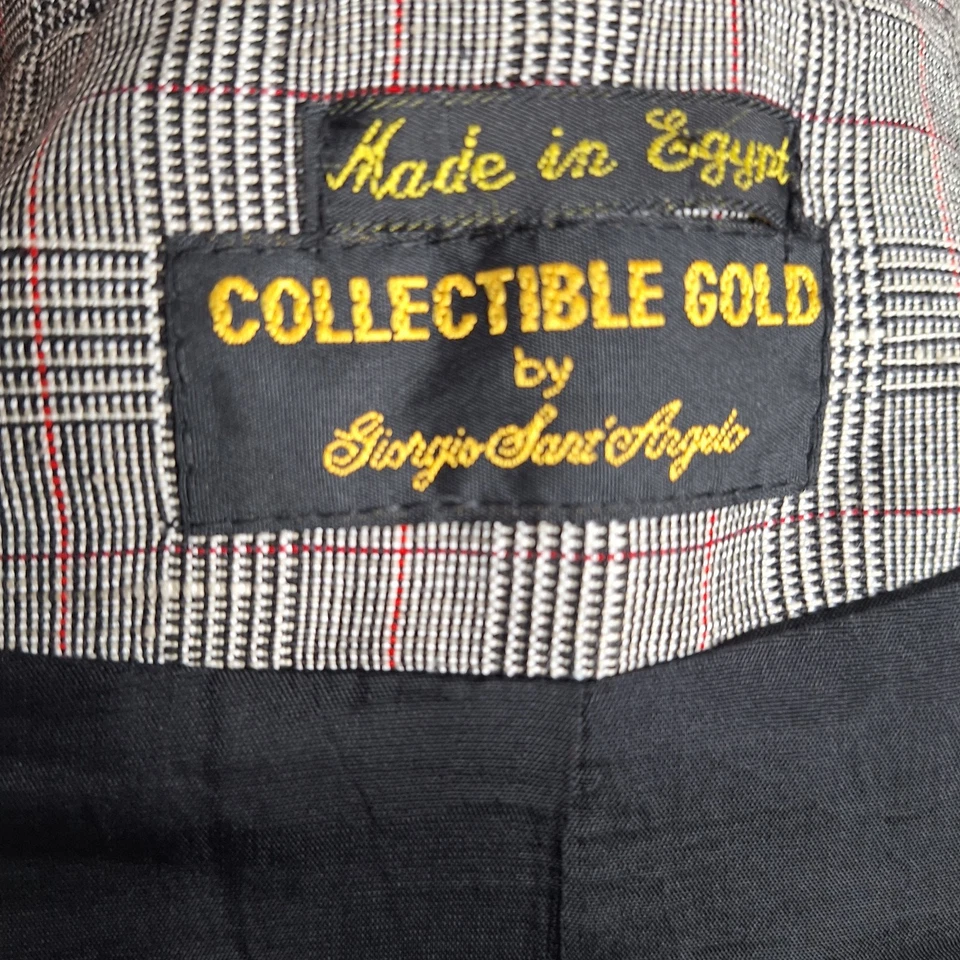 Made in Egypt
COLLECTIBLE GOLD
by
Giorgio Sant'Angelo